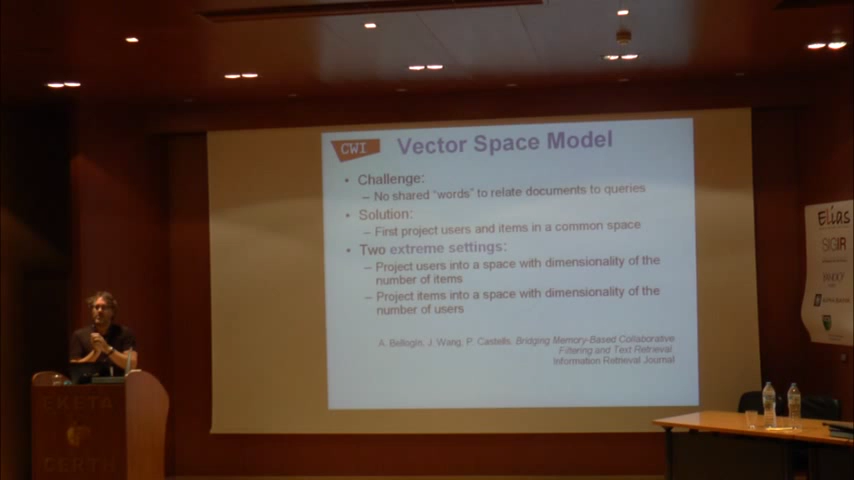 CWI
Vector Space Model
• Challenge:
– No shared "words" to relate documents to queries
• Solution:
– First project users and items in a common space
• Two extreme settings:
– Project users into a space with dimensionality of the
number of items
– Project items into a space with dimensionality of the
number of users
A. Bellogín, J. Wang, P. Castells. Bridging Memory-Based Collaborative
Filtering and Text Retrieval.
Information Retrieval Journal
Elias
SIGIR
EKETA
CERTH